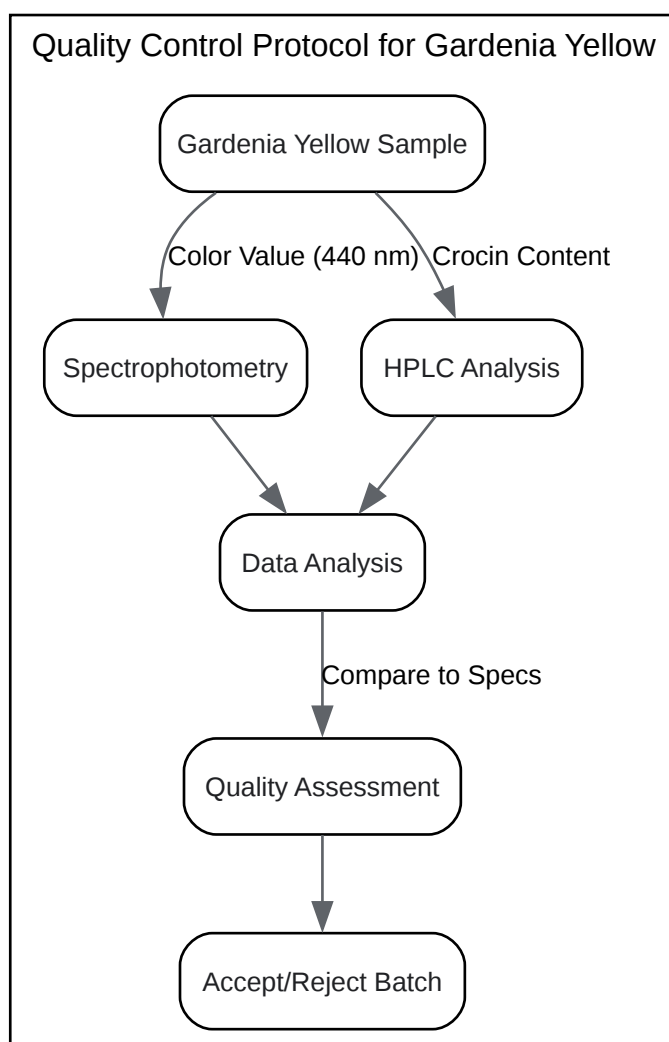 Quality Control Protocol for Gardenia Yellow
Gardenia Yellow Sample
Color Value (440 nm)
Crocin Content
Spectrophotometry
HPLC Analysis
Data Analysis
Compare to Specs
Quality Assessment
Accept/Reject Batch